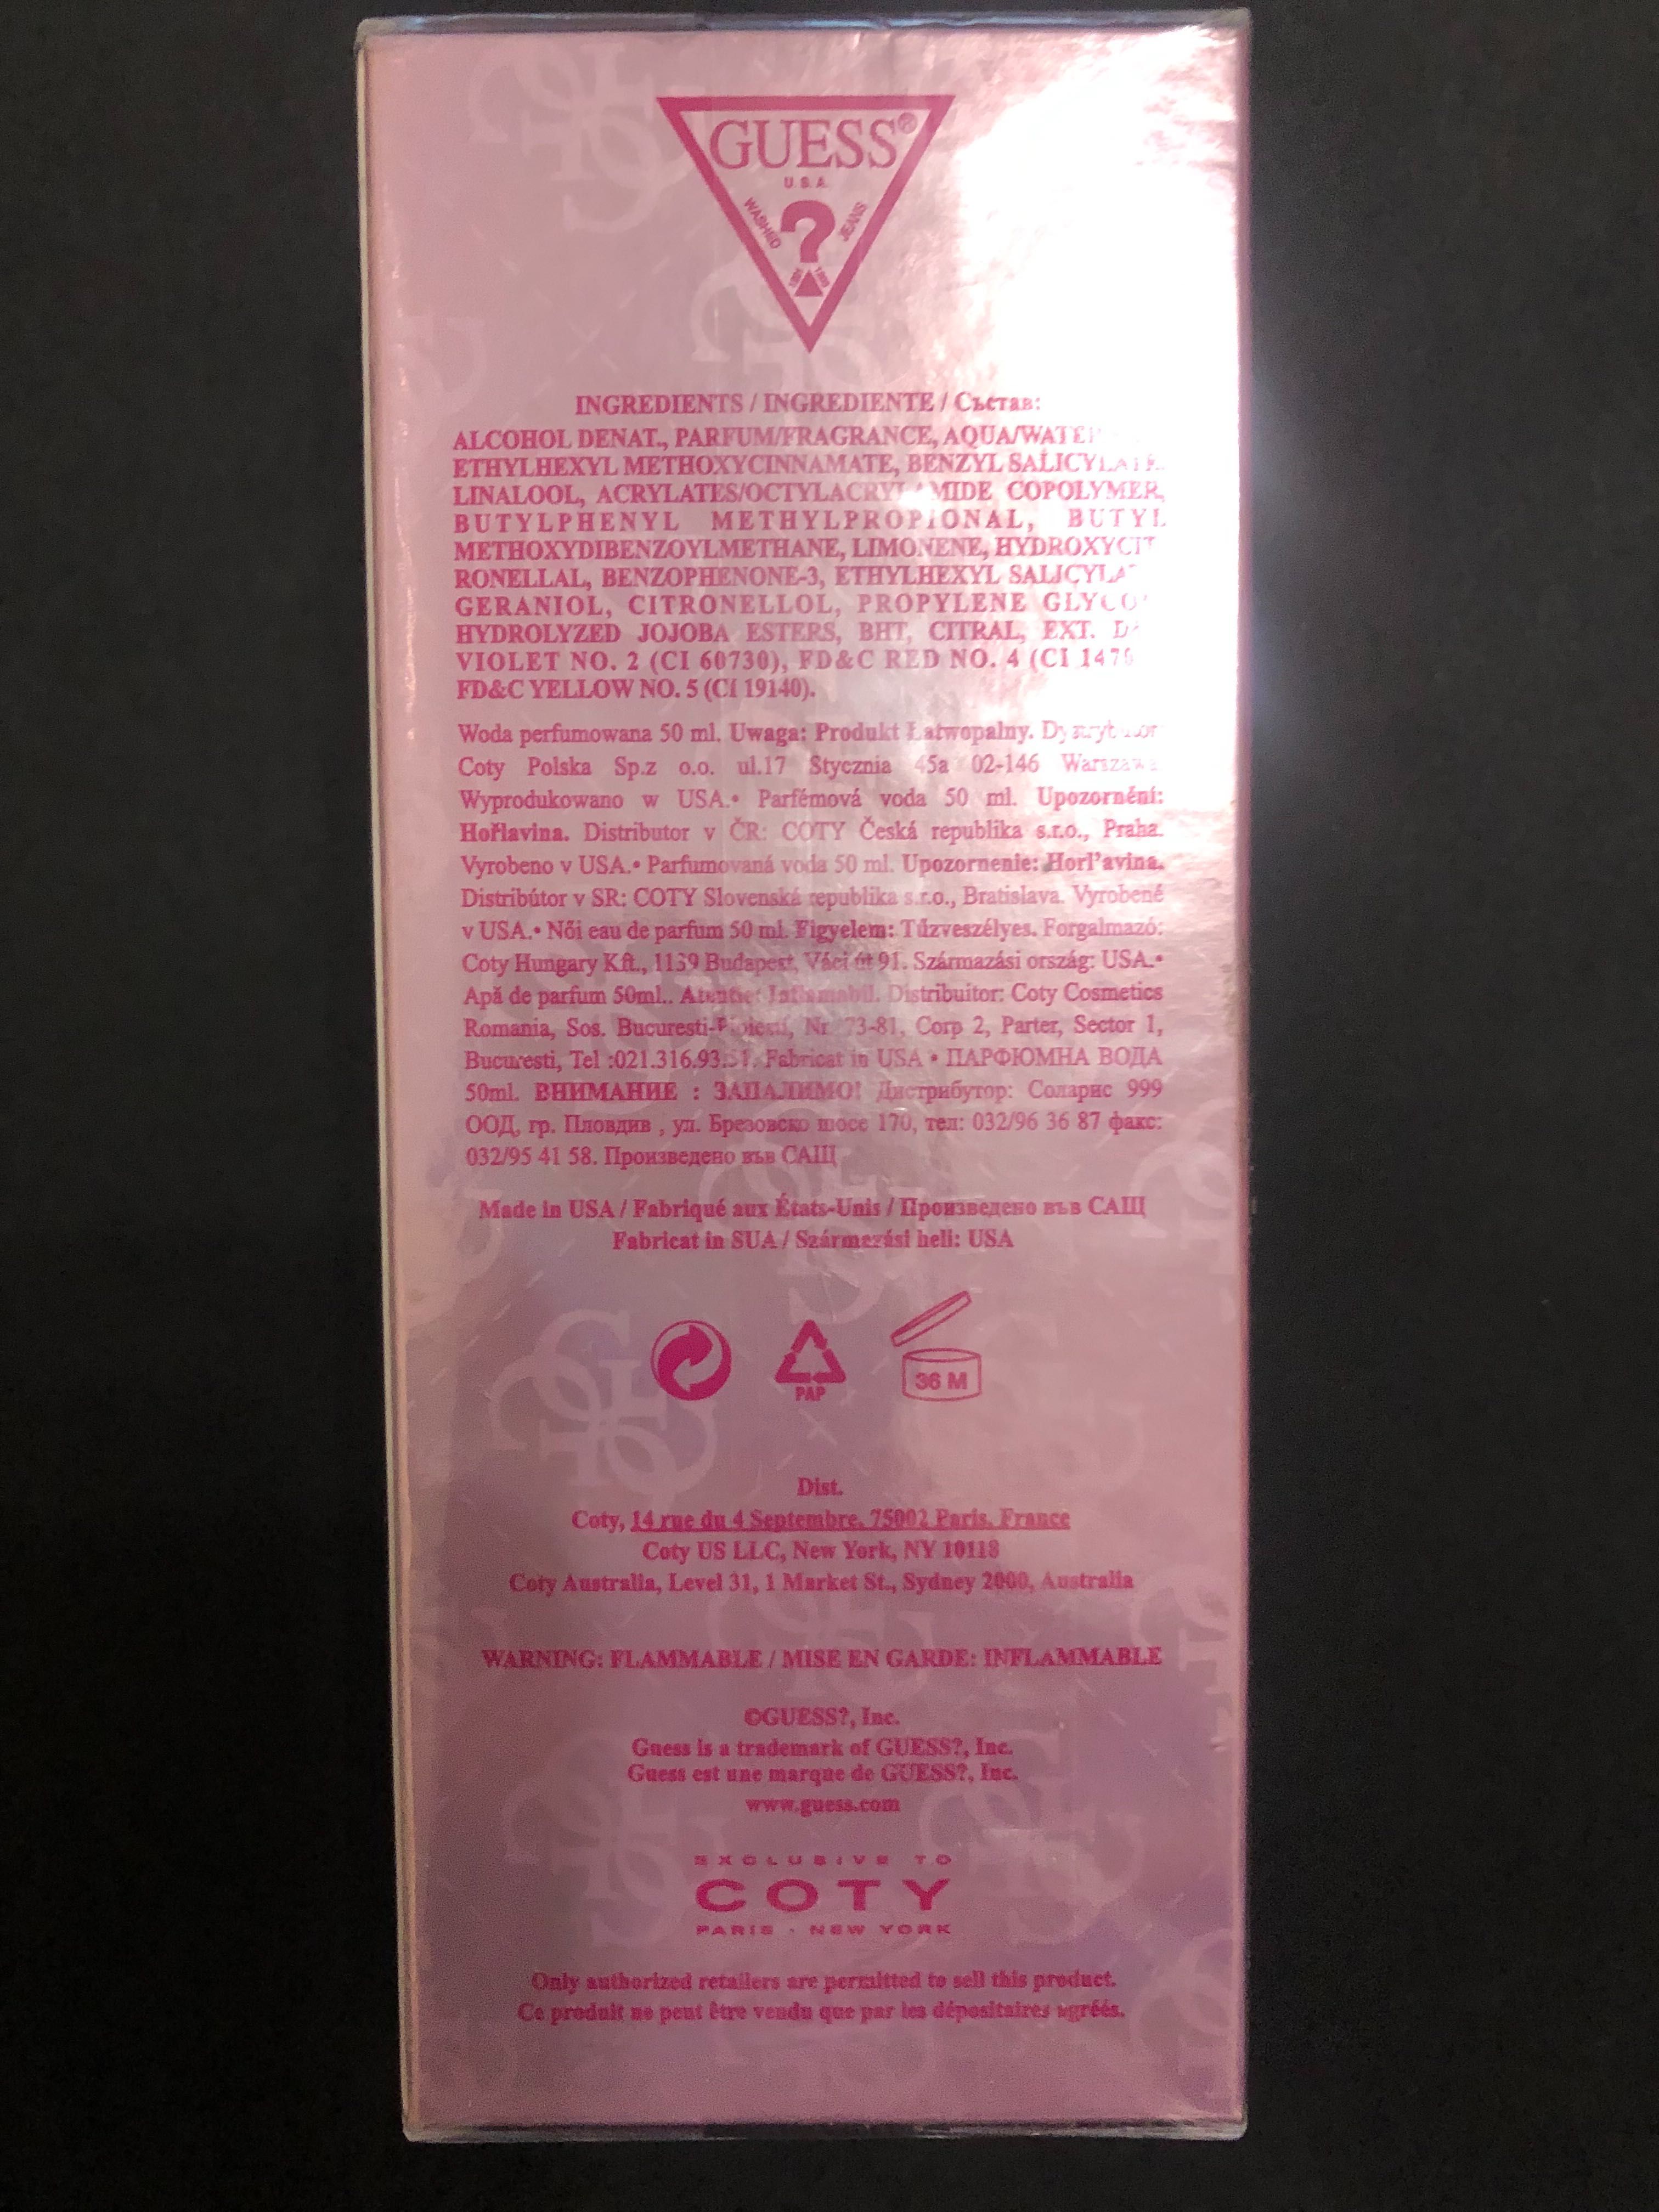 GUESS®
U.S.A.
WASHED JEANS
?
INGREDIENTS / INGREDIENTE / Състав:
ALCOHOL DENAT., PARFUM/FRAGRANCE, AQUA/WATER
ETHYLHEXYL METHOXYCINNAMATE, BENZYL SALICYLATE,
LINALOOL, ACRYLATES/OCTYLACRYLAMIDE COPOLYMER,
BUTYLPHENYL METHYLPROPIONAL, BUTYL
METHOXYDIBENZOYLMETHANE, LIMONENE, HYDROXYCIT
RONELLAL, BENZOPHENONE-3, ETHYLHEXYL
GERANIOL, CITRONELLOL, PROPYLENE
HYDROLYZED JOJOBA ESTERS, BHT, CITRAL, EXT.
VIOLET NO. 2 (CI 60730), FD&C RED NO. 4 (CI
FD&C YELLOW NO. 5 (CI 19140).
Woda perfumowana 50 ml. Uwaga: Produkt Łatwopalny.
Coty Polska Sp.z o.o. ul.17 Stycznia 45a 02-146 Warszawa
Wyprodukowano w USA.• Parfémová voda 50 ml. Upozornéní:
Hořlavina. Distributor v ČR: COTY Česká republika s.r.o., Praha.
Vyrobeno v USA.• Parfumovaná voda 50 ml. Upozornenie: Horl’avina.
Distribútor v SR: COTY Slovenská republika s.r.o., Bratislava. Vyrobené
v USA.• Női eau de parfum 50 ml. Figyelem: Tűzveszélyes. Forgalmazó:
Coty Hungary Kft., 1139 Budapest, Váci út 91. Származási ország: USA.•
Apă de parfum 50ml.. Atentie: Inflamabil. Distribuitor: Coty Cosmetics
Romania, Sos. Bucuresti-Ploiesti, Nr. 73-81, Corp 2, Parter, Sector 1,
Bucuresti, Tel :021.316.93.51. Fabricat in USA • ПАРФЮМНА ВОДА
50ml. ВНИМАНИЕ : ЗАПАЛИМО! Дистрибутор: Соларис 999
ООД, гр. Пловдив , ул. Брезовско шосе 170, тел: 032/96 36 87 факс:
032/95 41 58. Произведено във САЩ
Made in USA / Fabriqué aux États-Unis / Произведено във САЩ
Fabricat in SUA / Származási heli: USA
PAP
36 M
Dist.
Coty, 14 rue du 4 Septembre, 75002 Paris, France
Coty US LLC, New York, NY 10118
Coty Australia, Level 31, 1 Market St., Sydney 2000, Australia
WARNING: FLAMMABLE / MISE EN GARDE: INFLAMMABLE
©GUESS?, Inc.
Guess is a trademark of GUESS?, Inc.
Guess est une marque de GUESS?, Inc.
www.guess.com
EXCLUSIVE TO
COTY
PARIS · NEW YORK
Only authorized retailers are permitted to sell this product.
Ce produit ne peut être vendu que par les dépositaires agréés.